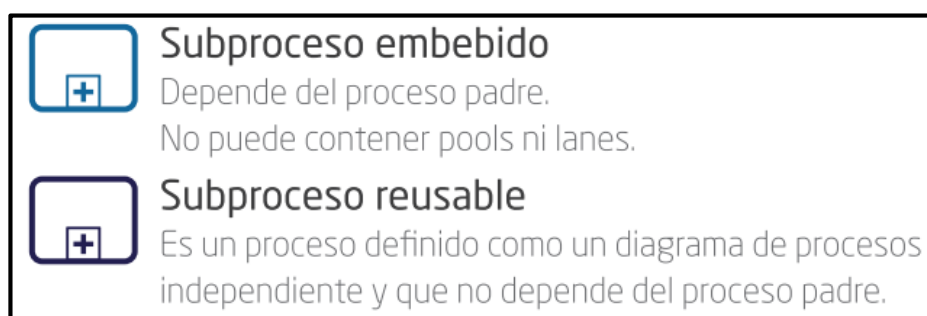 Subproceso embebido
Depende del proceso padre.
No puede contener pools ni lanes.
Subproceso reusable
Es un proceso definido como un diagrama de procesos
independiente y que no depende del proceso padre.